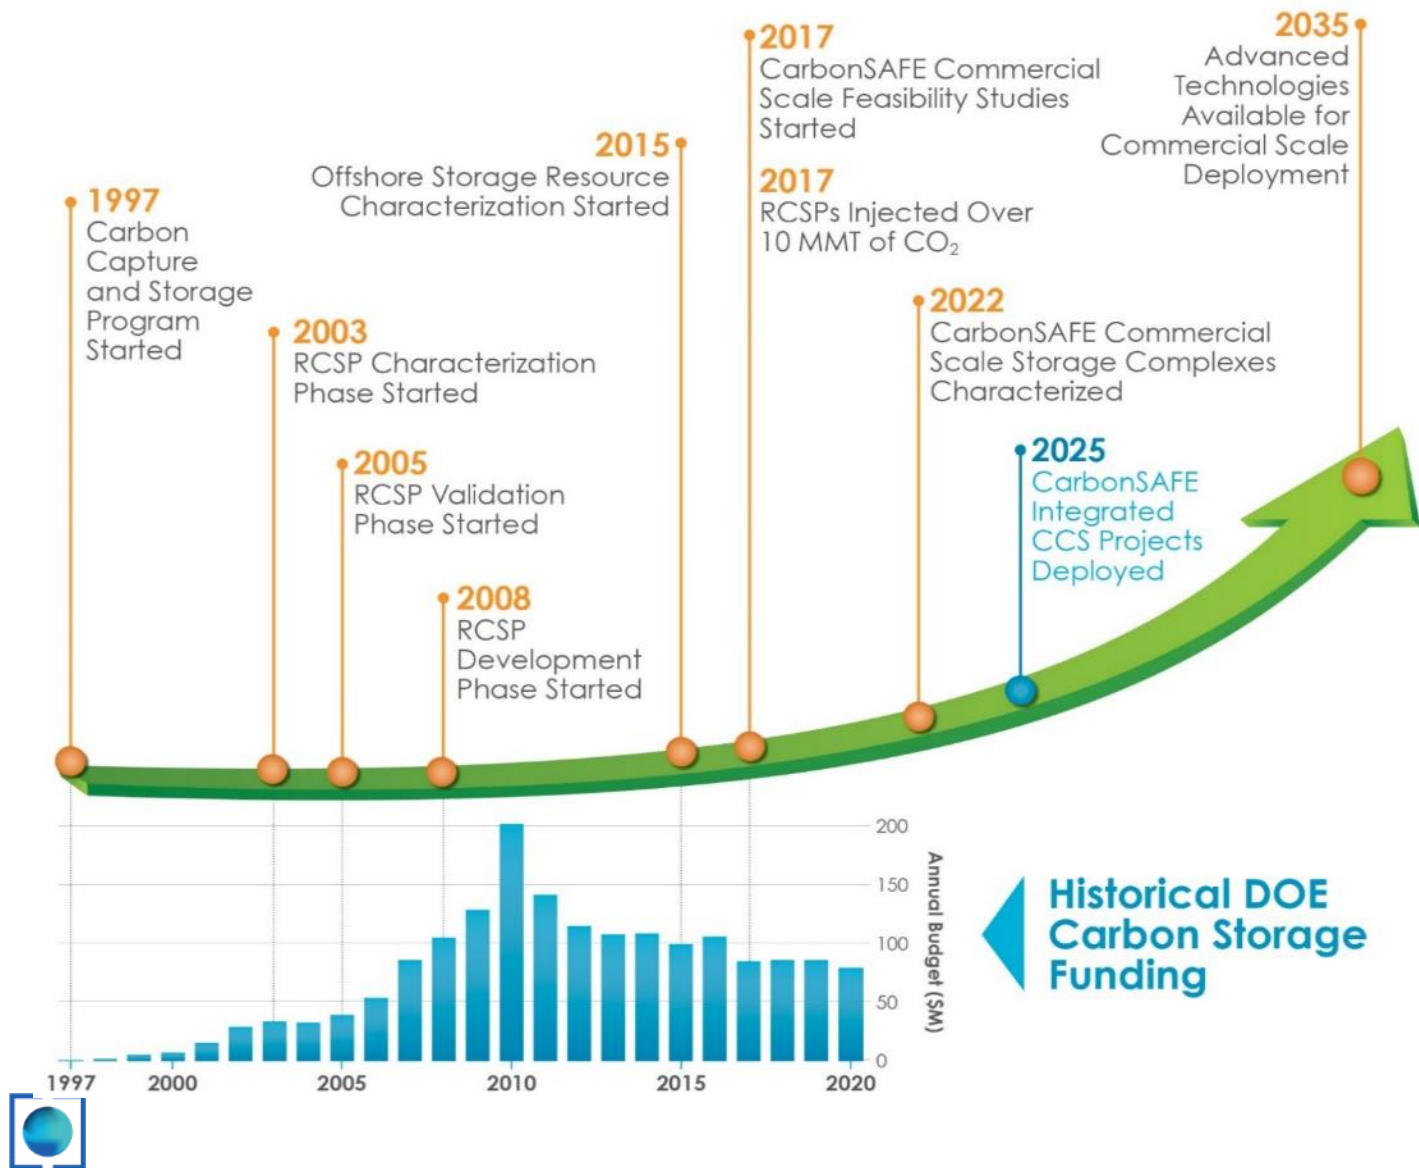 1997
Carbon
Capture
and Storage
Program
Started
2003
RCSP Characterization
Phase Started
2005
RCSP Validation
Phase Started
2008
RCSP
Development
Phase Started
2015
Offshore Storage Resource
Characterization Started
2017
CarbonSAFE Commercial
Scale Feasibility Studies
Started
2017
RCSPs Injected Over
10 MMT of CO₂
2022
CarbonSAFE Commercial
Scale Storage Complexes
Characterized
2025
CarbonSAFE
Integrated
CCS Projects
Deployed
2035
Advanced
Technologies
Available for
Commercial Scale
Deployment
200
150
100
50
0
Annual Budget ($M)
1997 2000 2005 2010 2015 2020
Historical DOE
Carbon Storage
Funding